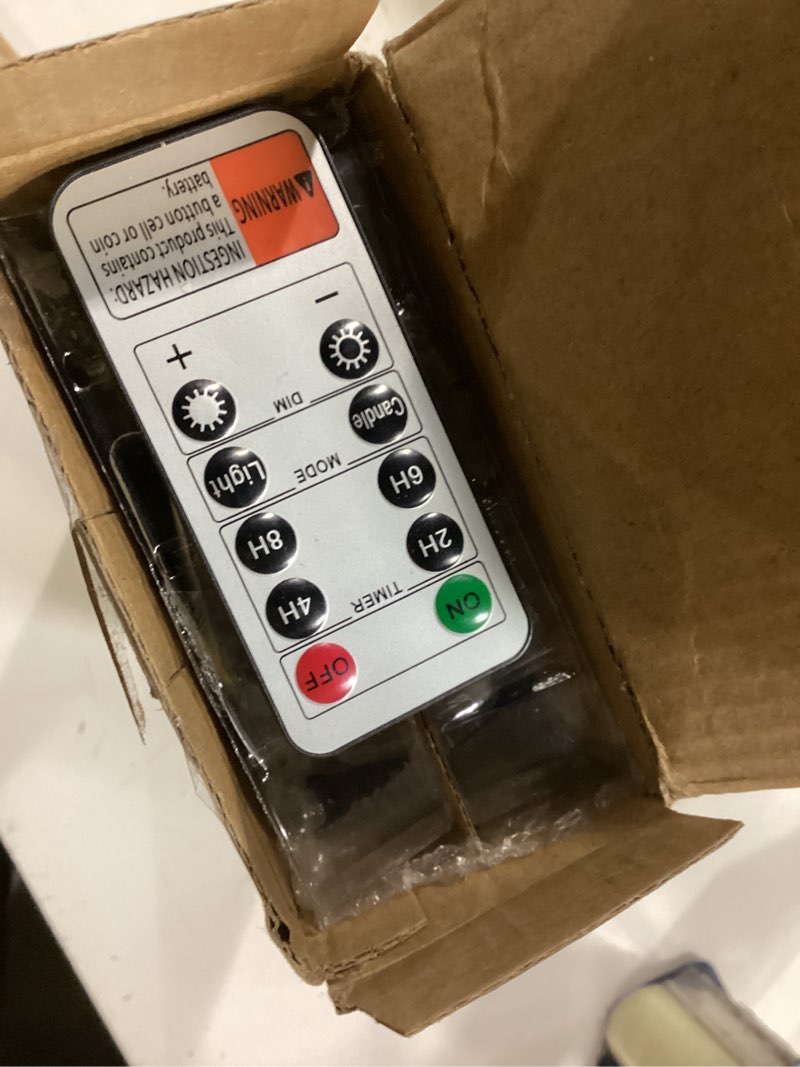 ON OFF
TIMER
2H 4H
6H 8H
MODE
Candle Light
DIM
− +
WARNING
INGESTION HAZARD:
This product contains
a button cell or coin
battery.